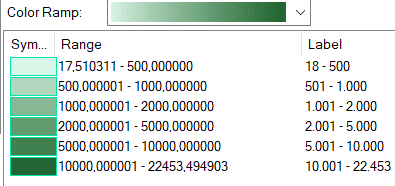 Color Ramp:
Sym... Range Label
17,510311 - 500,000000 18 - 500
500,000001 - 1000,000000 501 - 1.000
1000,000001 - 2000,000000 1.001 - 2.000
2000,000001 - 5000,000000 2.001 - 5.000
5000,000001 - 10000,000000 5.001 - 10.000
10000,000001 - 22453,494903 10.001 - 22.453